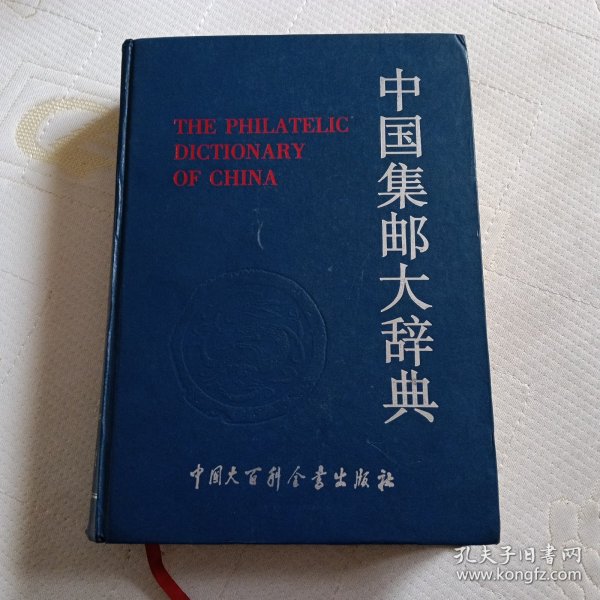 THE PHILATELIC
DICTIONARY
OF CHINA
中国集邮大辞典
中国大百科全书出版社
孔夫子旧书网
www.kongfz.com